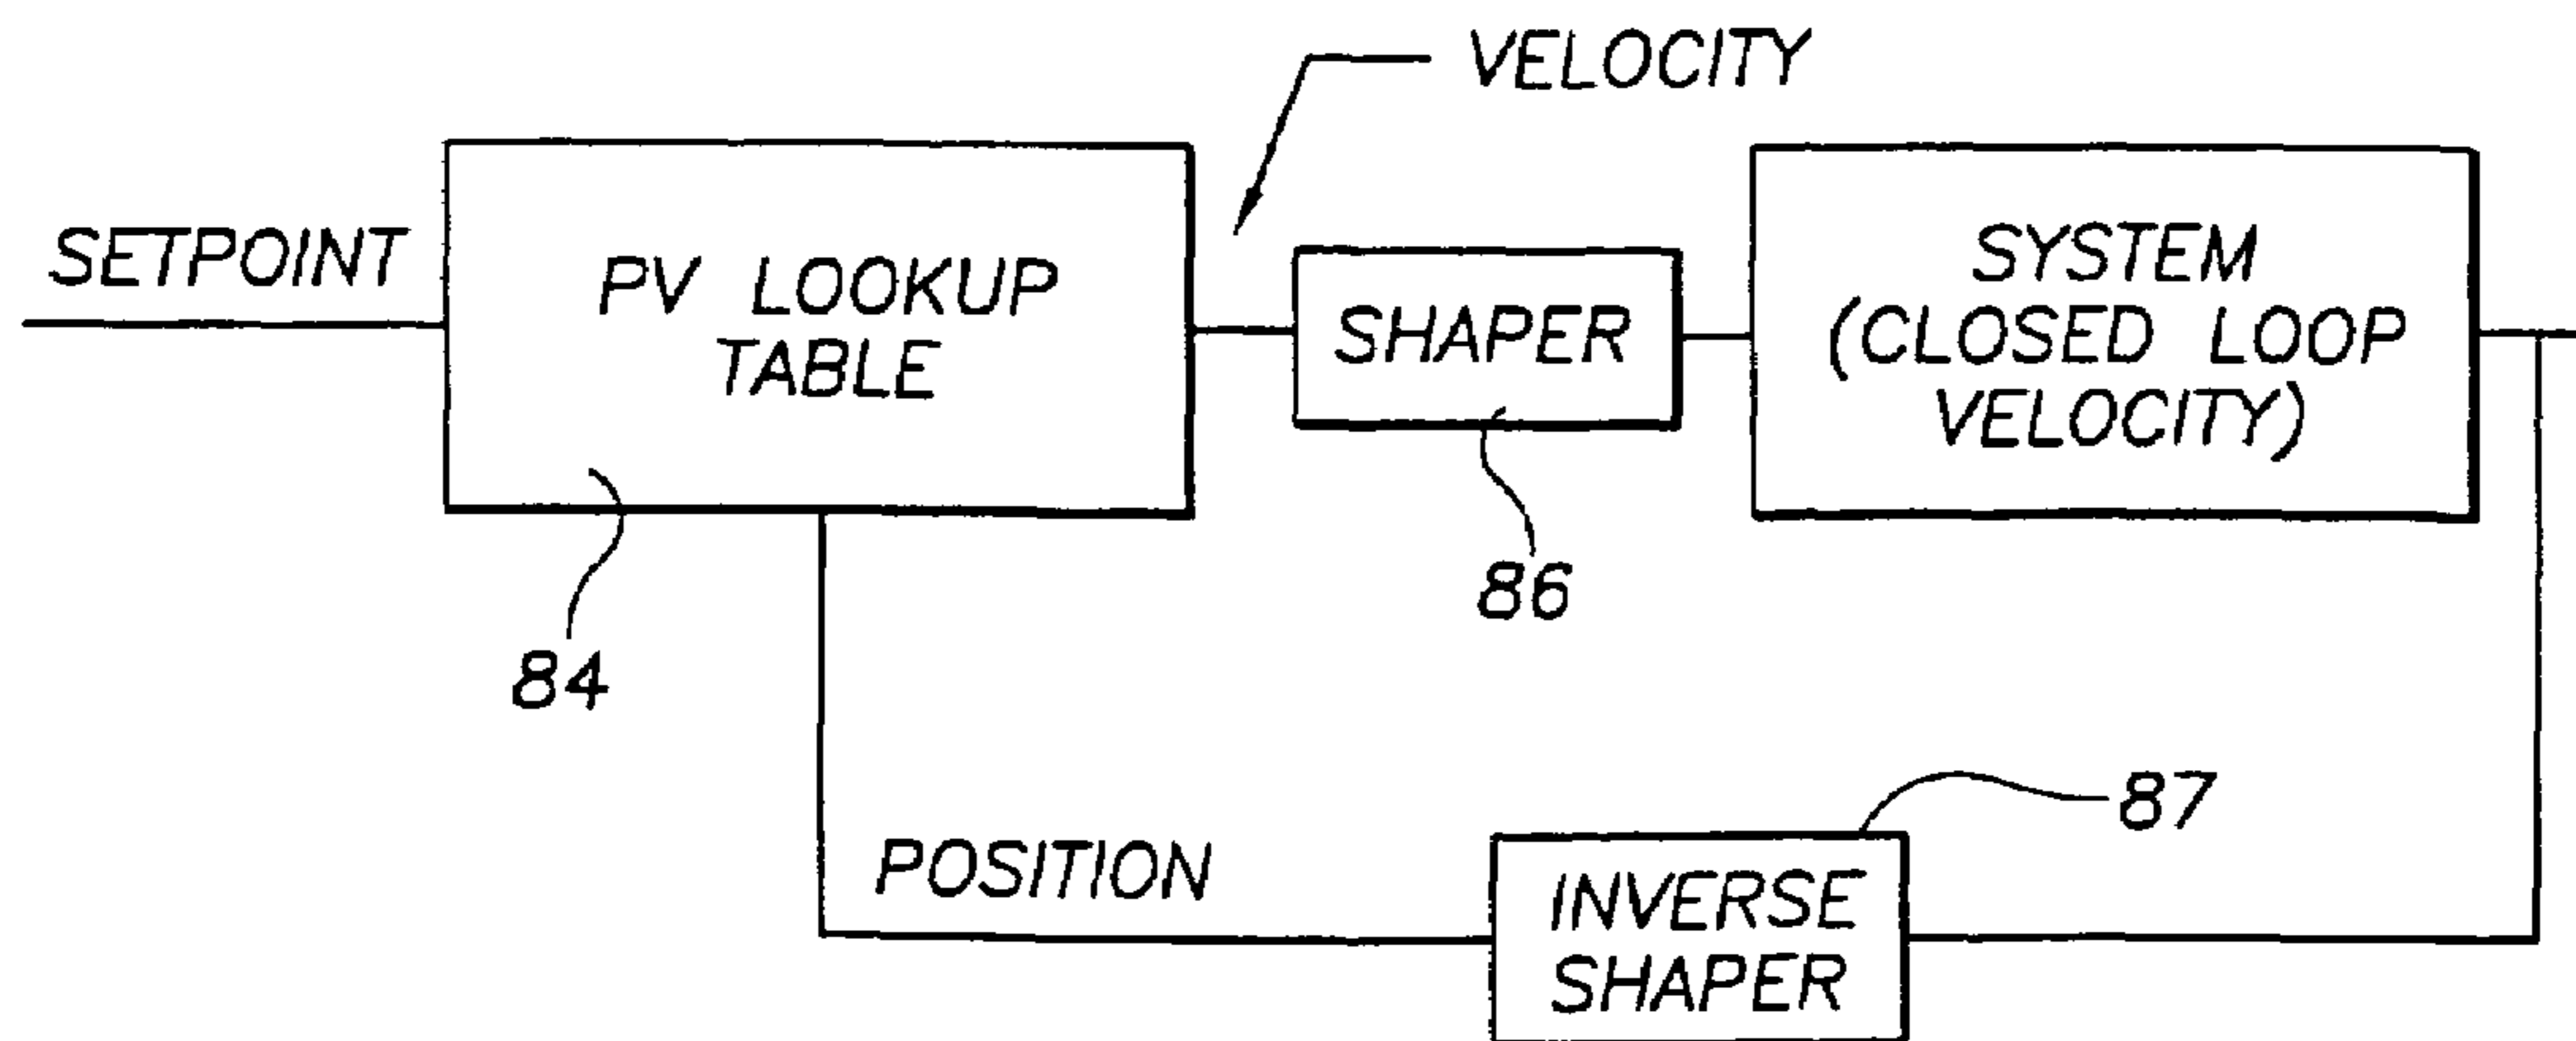 VELOCITY
SETPOINT
PV LOOKUP
TABLE
SHAPER
SYSTEM
(CLOSED LOOP
VELOCITY)
84
86
POSITION
INVERSE
SHAPER
87